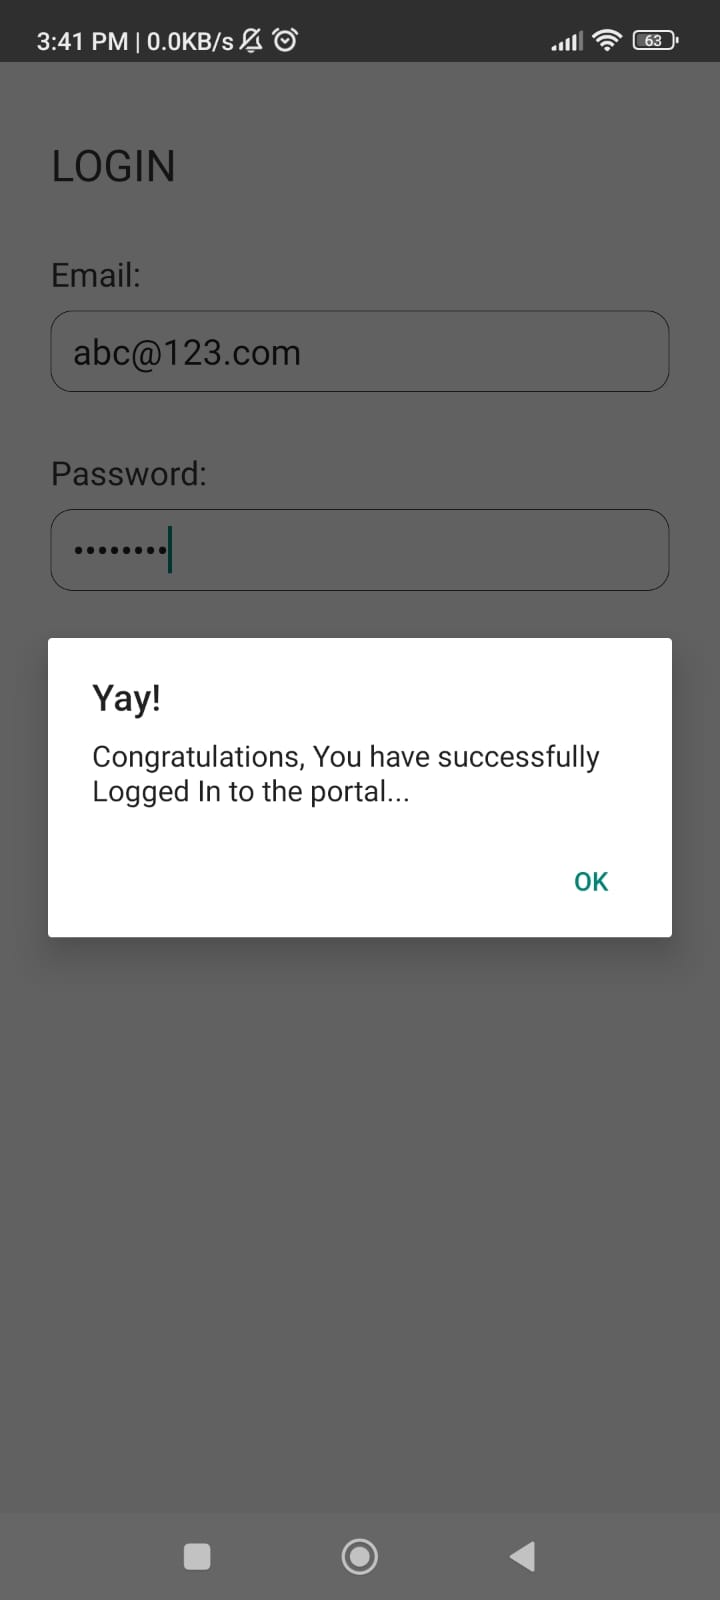 3:41 PM | 0.0KB/s 63
LOGIN
Email:
abc@123.com
Password:
••••••••
Yay!
Congratulations, You have successfully
Logged In to the portal...
OK